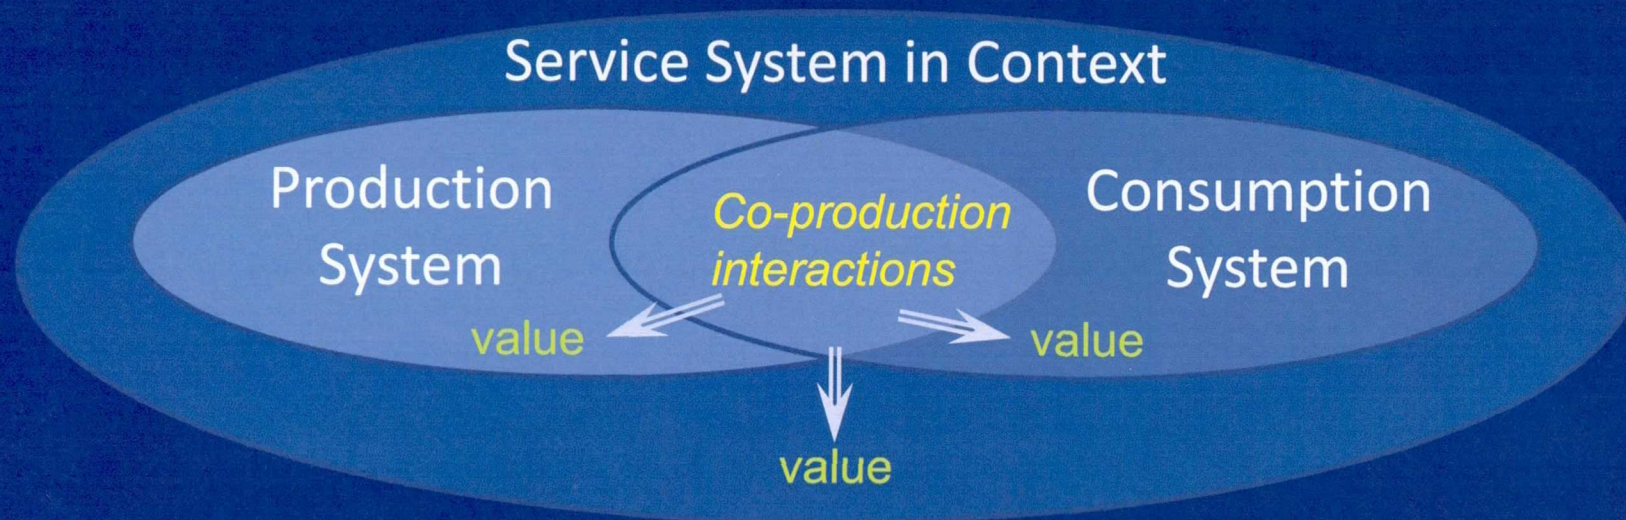 Service System in Context
Production
System
Co-production
interactions
Consumption
System
value
value
value